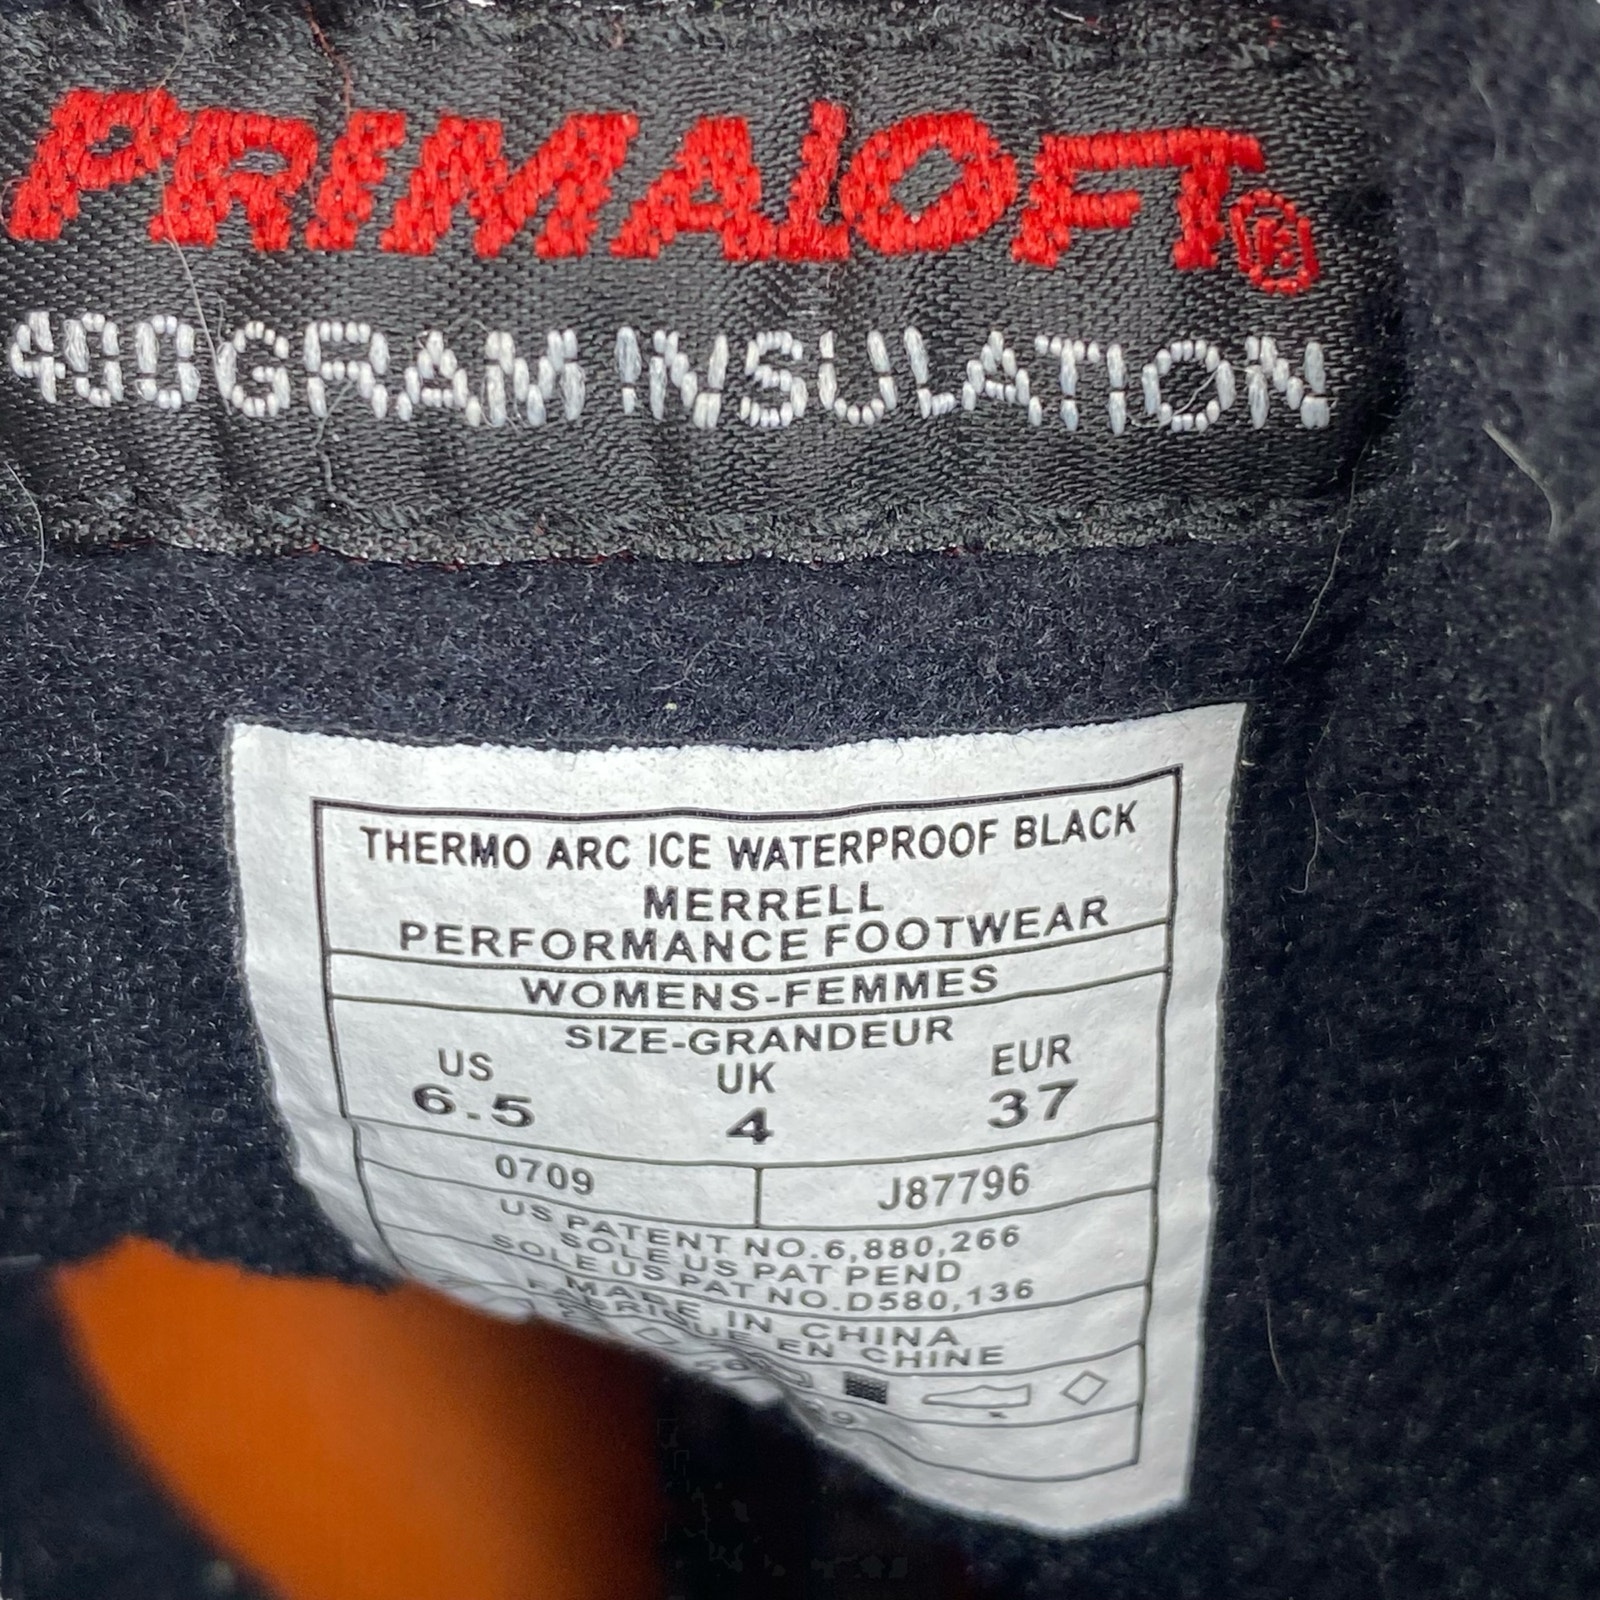 PRIMALOFT®
400 GRAM INSULATION
THERMO ARC ICE WATERPROOF BLACK
MERRELL
PERFORMANCE FOOTWEAR
WOMENS-FEMMES
SIZE-GRANDEUR
US UK EUR
6.5 4 37
0709 J87796
US PATENT NO.6,880,266
SOLE US PAT PEND
SOLE US PAT NO.D580,136
MADE IN CHINA
FABRIQUE EN CHINE